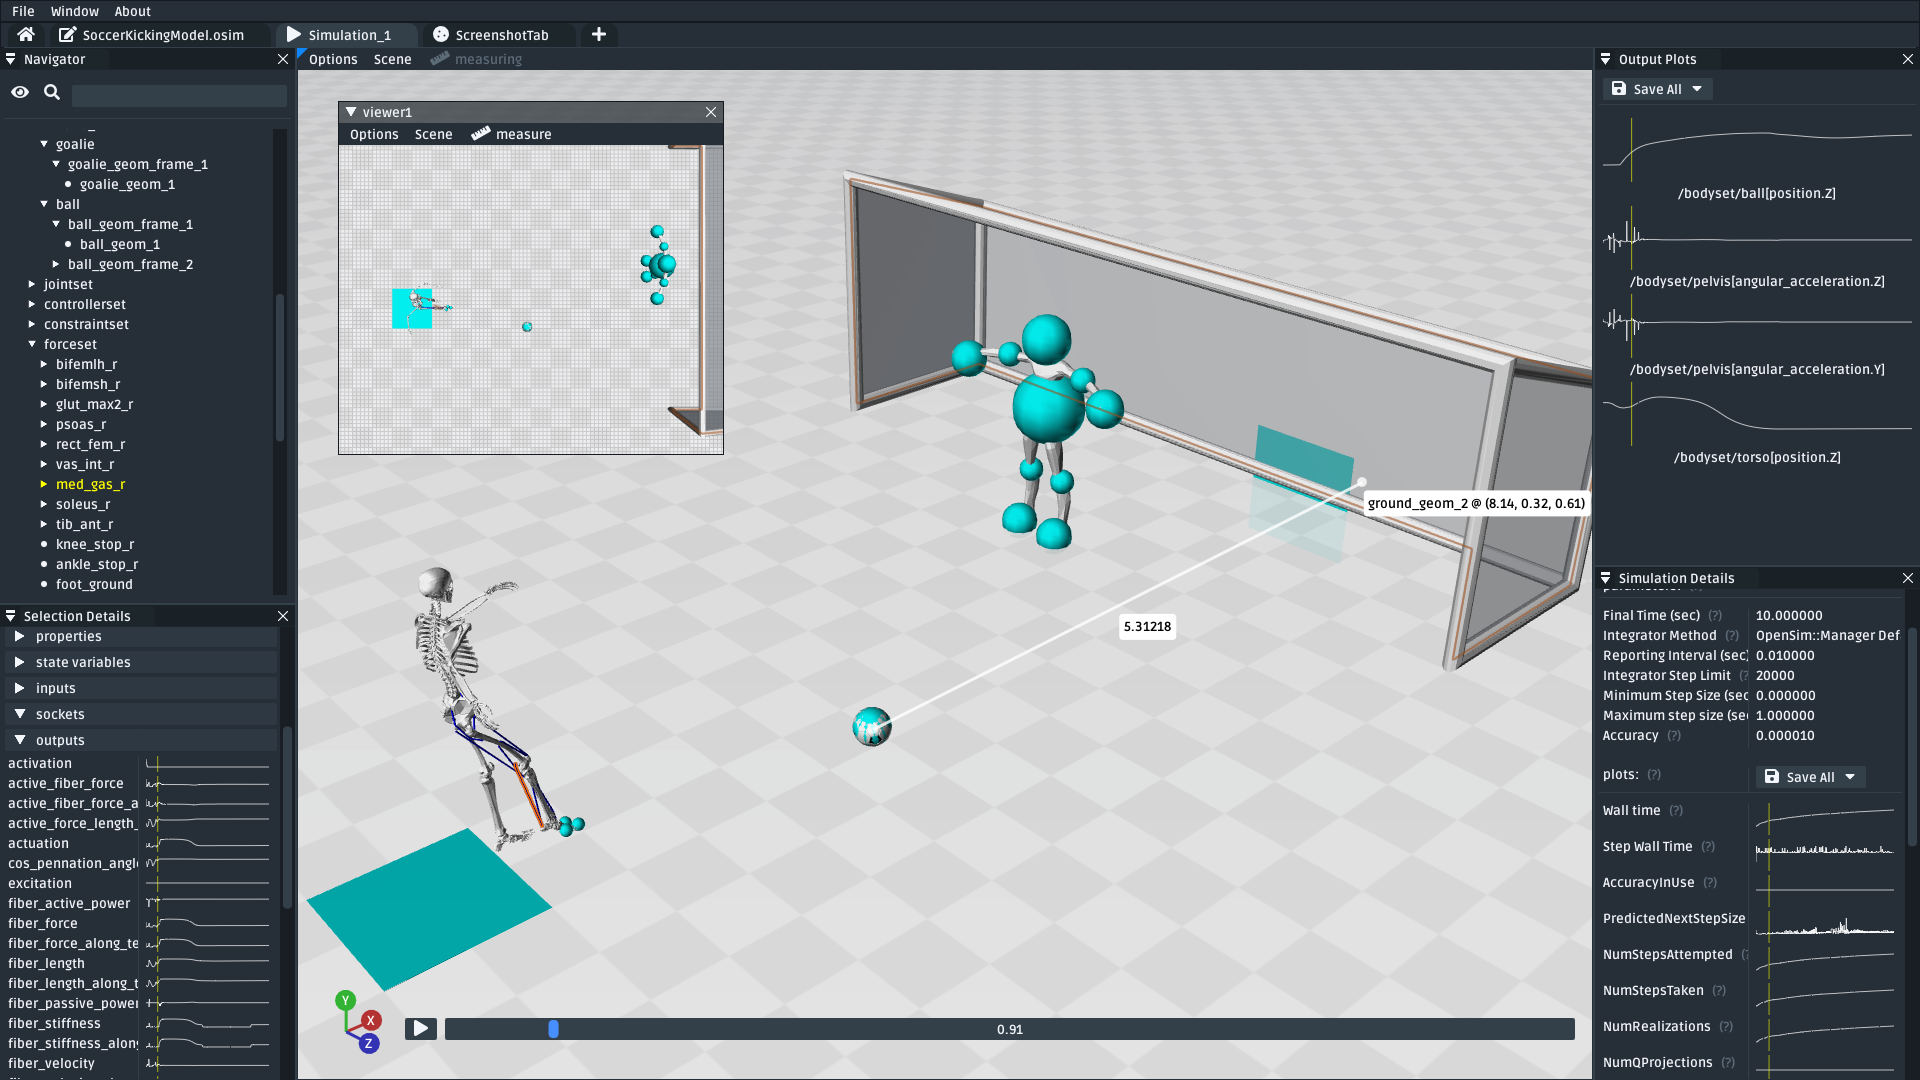 File Window About
SoccerKickingModel.osim Simulation_1 ScreenshotTab
Navigator
goalie
goalie_geom_frame_1
goalie_geom_1
ball
ball_geom_frame_1
ball_geom_1
ball_geom_frame_2
jointset
controllerset
constraintset
forceset
bifemlh_r
bifemsh_r
glut_max2_r
psoas_r
rect_fem_r
vas_int_r
med_gas_r
soleus_r
tib_ant_r
knee_stop_r
ankle_stop_r
foot_ground
Selection Details
properties
state variables
inputs
sockets
outputs
activation
active_fiber_force
active_fiber_force_a
active_force_length_
actuation
cos_pennation_angl
excitation
fiber_active_power
fiber_force
fiber_force_along_te
fiber_length
fiber_length_along_t
fiber_passive_power
fiber_stiffness
fiber_stiffness_along
fiber_velocity
Options Scene measuring
viewer1
Options Scene measure
ground_geom_2 @ (8.14, 0.32, 0.61)
5.31218
Y
X
Z
0.91
Output Plots
Save All
/bodyset/ball[position.Z]
/bodyset/pelvis[angular_acceleration.Z]
/bodyset/pelvis[angular_acceleration.Y]
/bodyset/torso[position.Z]
Simulation Details
Final Time (sec) (?) 10.000000
Integrator Method (?) OpenSim::Manager Def
Reporting Interval (sec 0.010000
Integrator Step Limit (? 20000
Minimum Step Size (sec 0.000000
Maximum step size (sec 1.000000
Accuracy (?) 0.000010
plots: (?) Save All
Wall time (?)
Step Wall Time (?)
AccuracyInUse (?)
PredictedNextStepSize
NumStepsAttempted (?
NumStepsTaken (?)
NumRealizations (?)
NumQProjections (?)